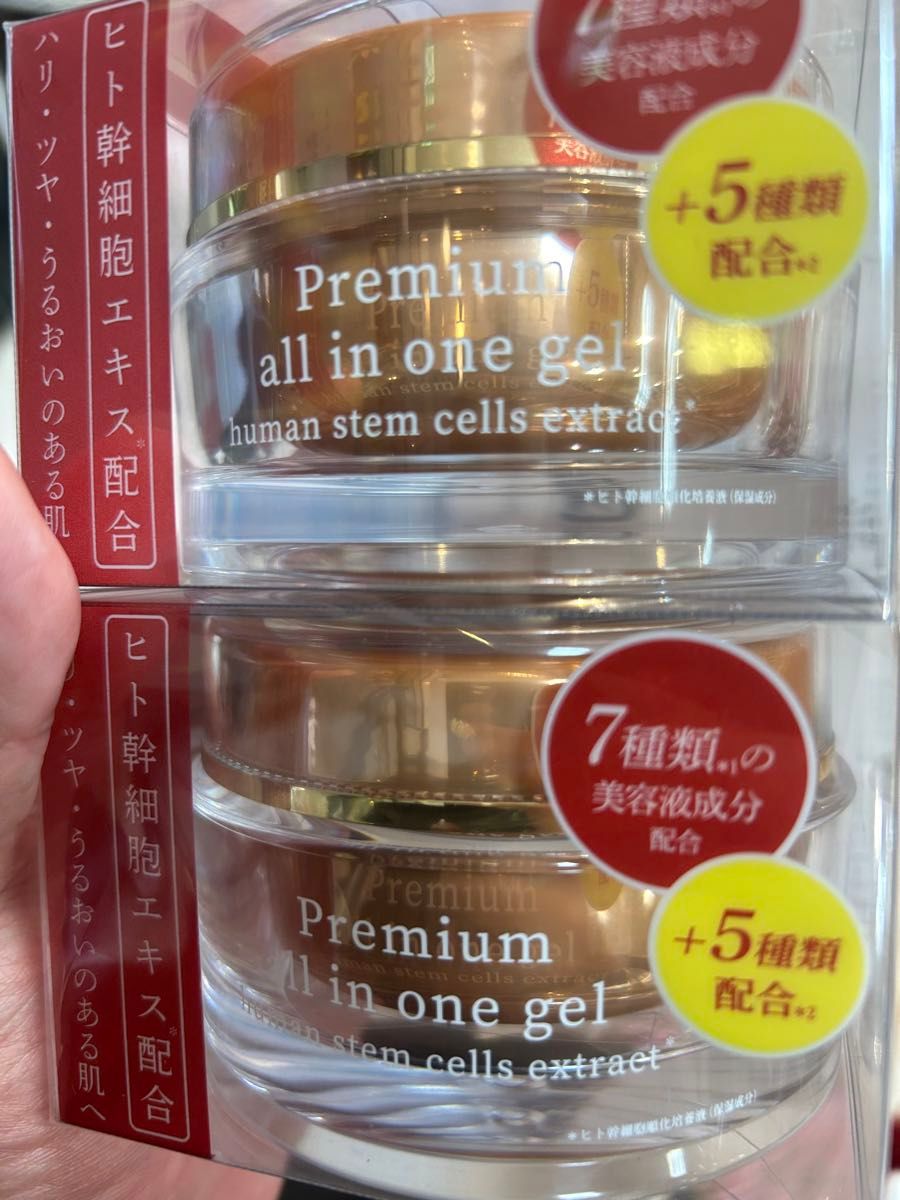 ヒト幹細胞エキス*配合
ハリ・ツヤ・うるおいのある肌
種類
の
美容液成分
配合
+5種類
配合*2
Premium
all in one gel
human stem cells extract*
*ヒト幹細胞順化培養液(保湿成分)
ヒト幹細胞エキス*配合
・ツヤ・うるおいのある肌へ
7種類*1の
美容液成分
配合
+5種類
配合*2
Premium
all in one gel
human stem cells extract*
*ヒト幹細胞順化培養液(保湿成分)